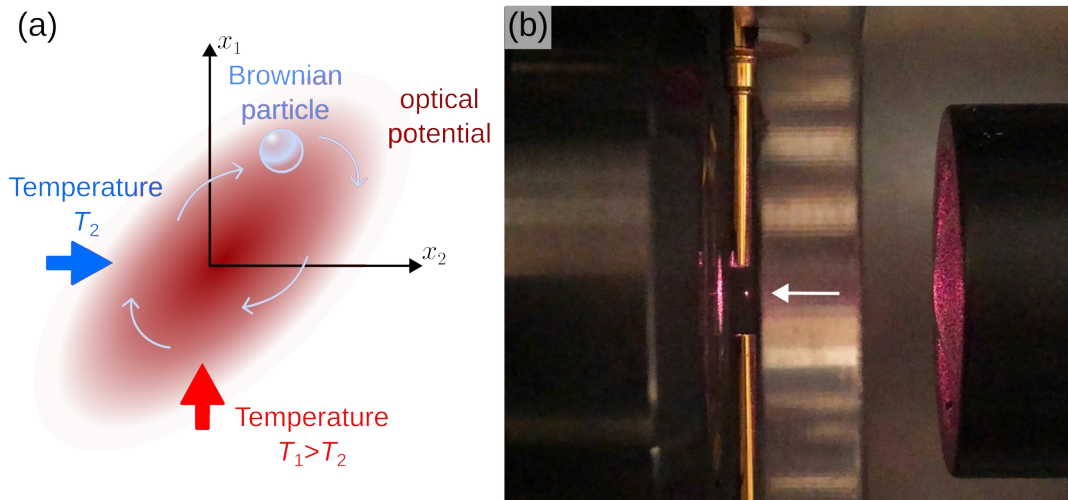 (a)
x₁
Brownian
particle
optical
potential
Temperature
T₂
x₂
Temperature
T₁>T₂
(b)